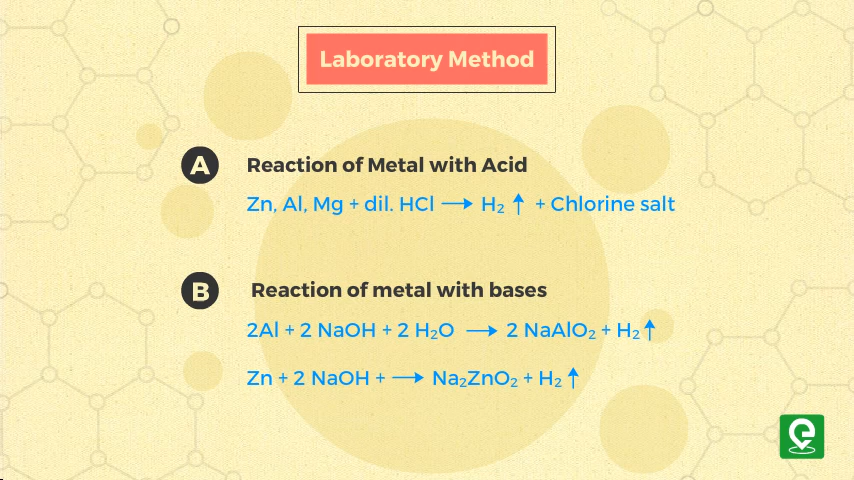 Laboratory Method
A Reaction of Metal with Acid
Zn, Al, Mg + dil. HCl ⟶ H₂ ↑ + Chlorine salt
B Reaction of metal with bases
2Al + 2 NaOH + 2 H₂O ⟶ 2 NaAlO₂ + H₂ ↑
Zn + 2 NaOH + ⟶ Na₂ZnO₂ + H₂ ↑